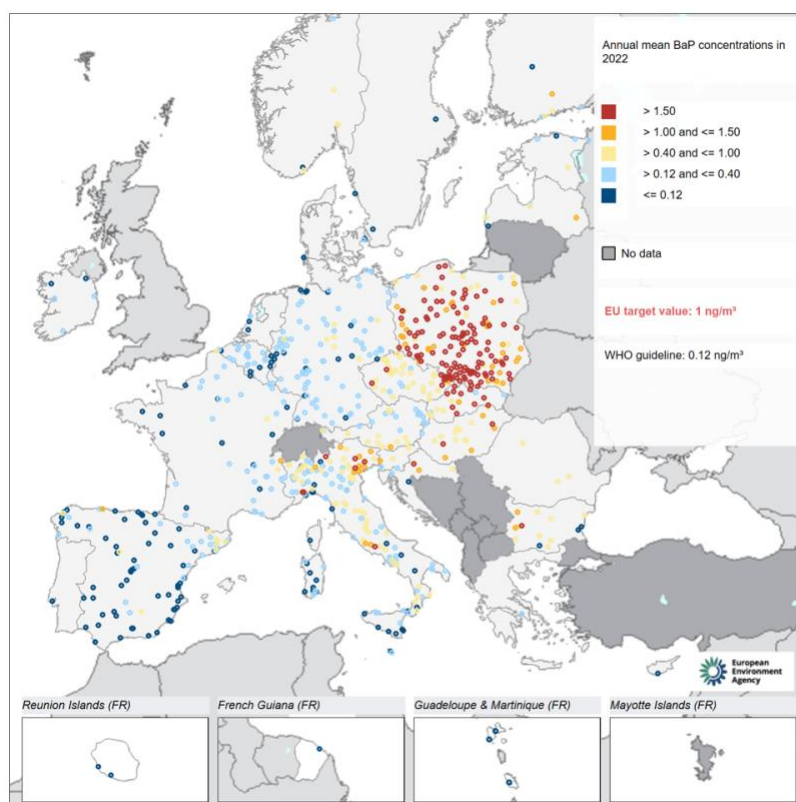 Annual mean BaP concentrations in
2022
> 1.50
> 1.00 and <= 1.50
> 0.40 and <= 1.00
> 0.12 and <= 0.40
<= 0.12
No data
EU target value: 1 ng/m³
WHO guideline: 0.12 ng/m³
European
Environment
Agency
Reunion Islands (FR)
French Guiana (FR)
Guadeloupe & Martinique (FR)
Mayotte Islands (FR)